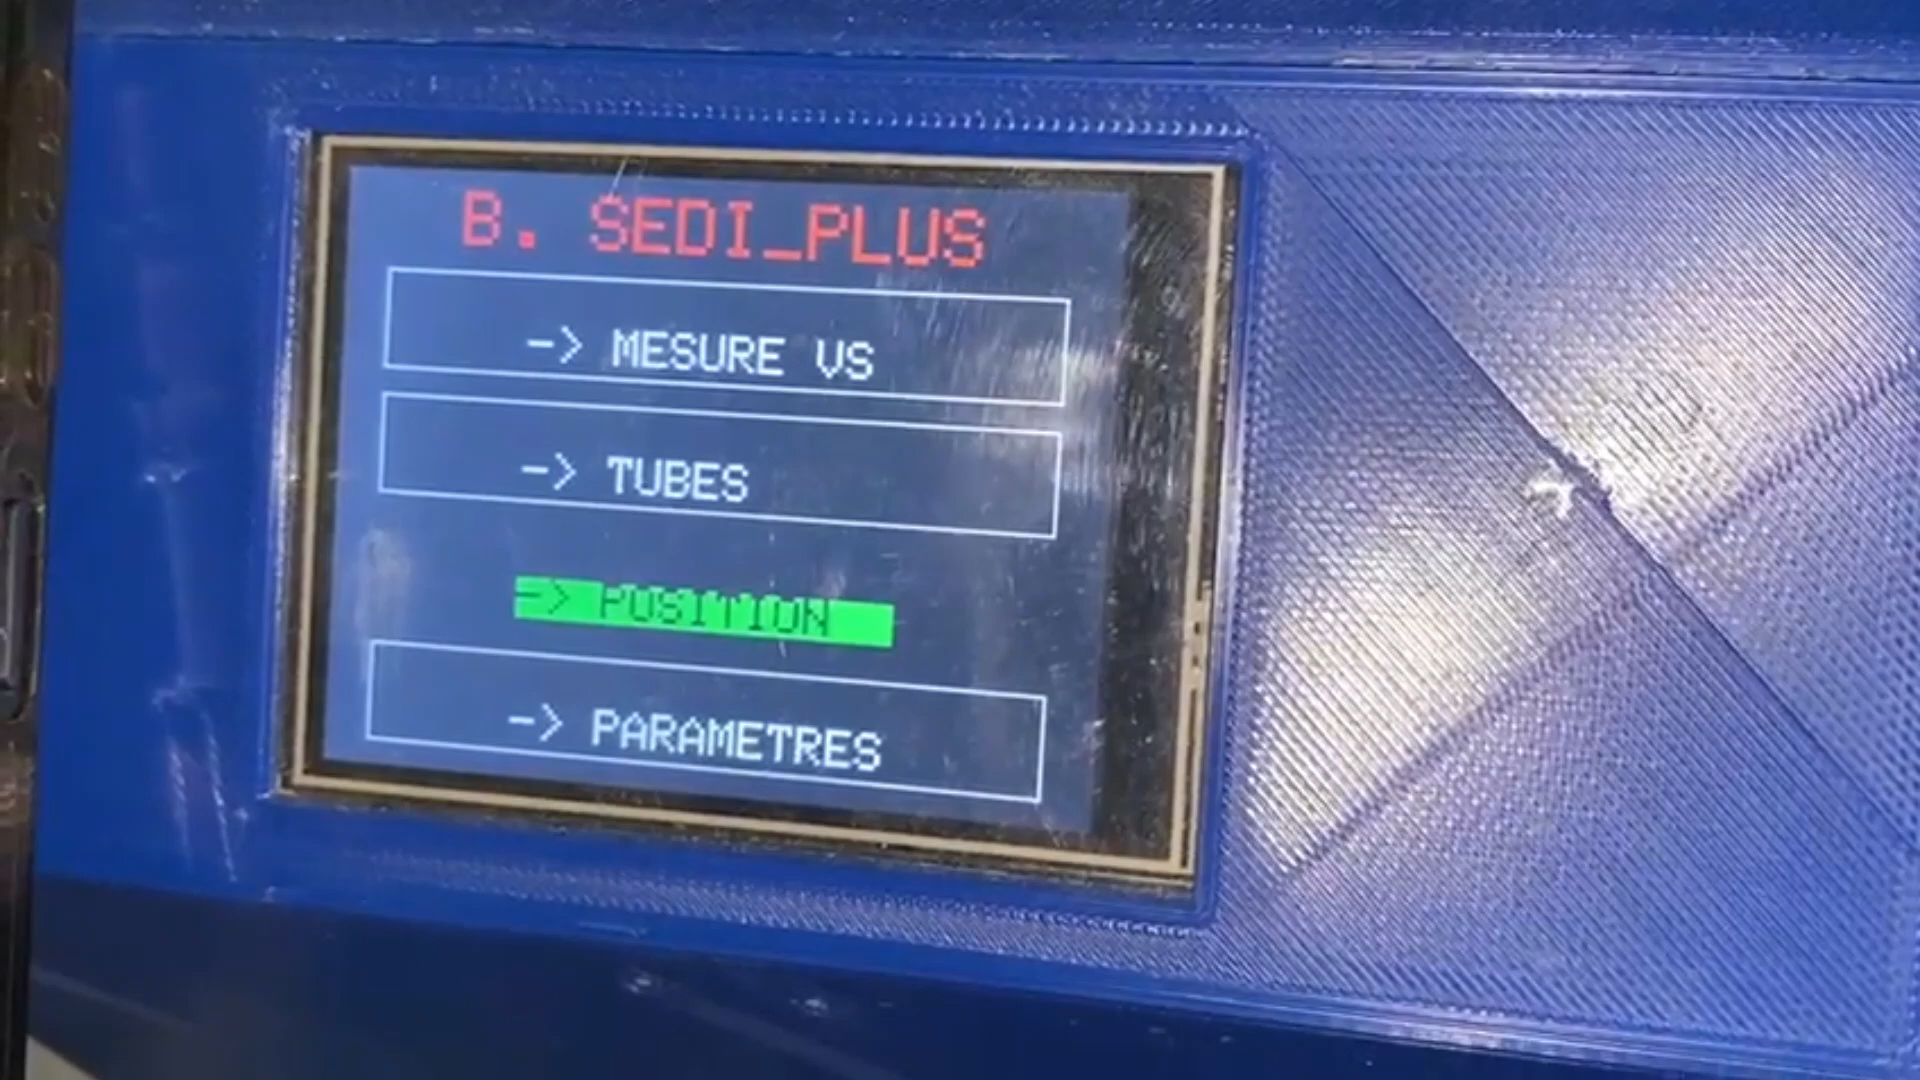 B. SEDI_PLUS
-> MESURE VS
-> TUBES
-> POSITION
-> PARAMETRES